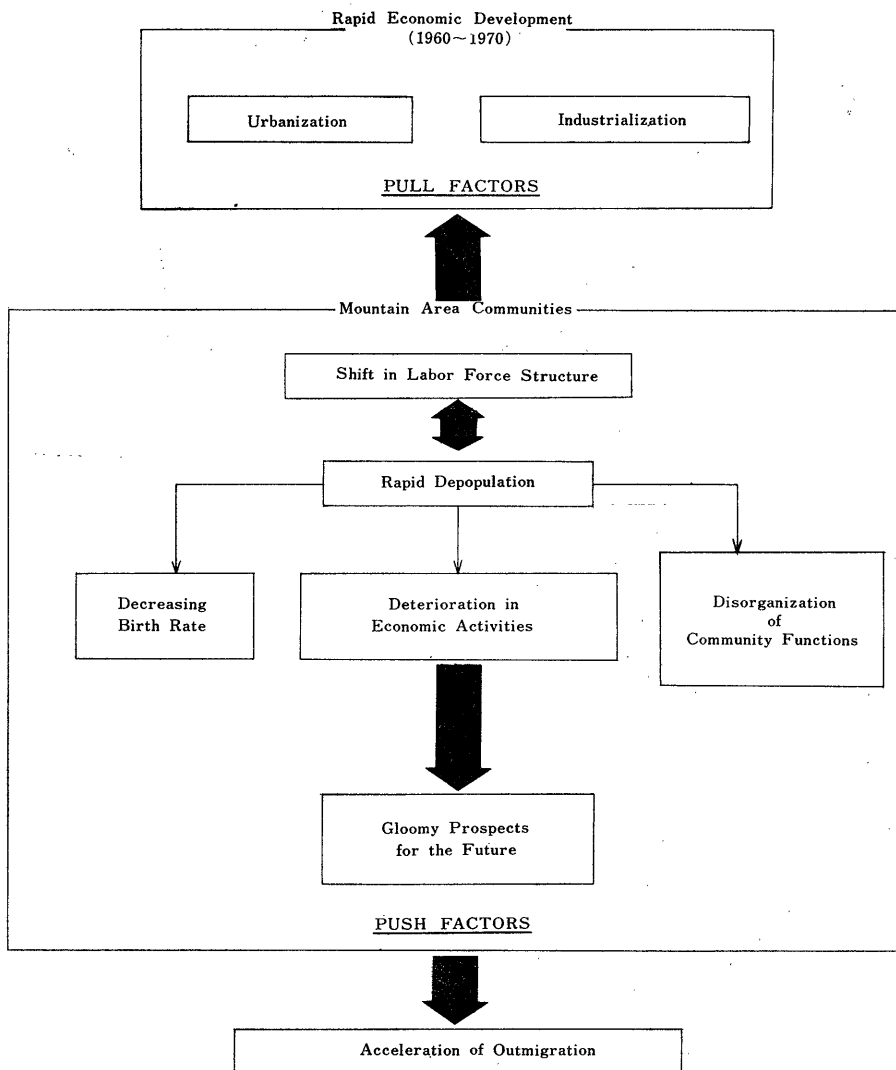 Rapid Economic Development
(1960~1970)
Urbanization
Industrialization
PULL FACTORS
Mountain Area Communities
Shift in Labor Force Structure
Rapid Depopulation
Decreasing
Birth Rate
Deterioration in
Economic Activities
Disorganization
of
Community Functions
Gloomy Prospects
for the Future
PUSH FACTORS
Acceleration of Outmigration